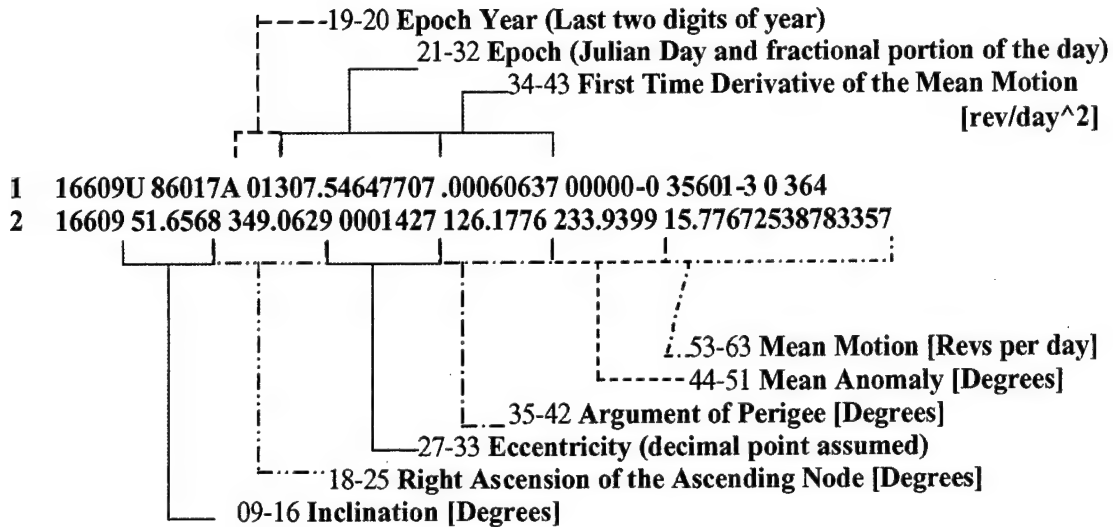 19-20 Epoch Year (Last two digits of year)
21-32 Epoch (Julian Day and fractional portion of the day)
34-43 First Time Derivative of the Mean Motion
[rev/day^2]
1 16609U 86017A 01307.54647707 .00060637 00000-0 35601-3 0 364
2 16609 51.6568 349.0629 0001427 126.1776 233.9399 15.77672538783357
53-63 Mean Motion [Revs per day]
44-51 Mean Anomaly [Degrees]
35-42 Argument of Perigee [Degrees]
27-33 Eccentricity (decimal point assumed)
18-25 Right Ascension of the Ascending Node [Degrees]
09-16 Inclination [Degrees]